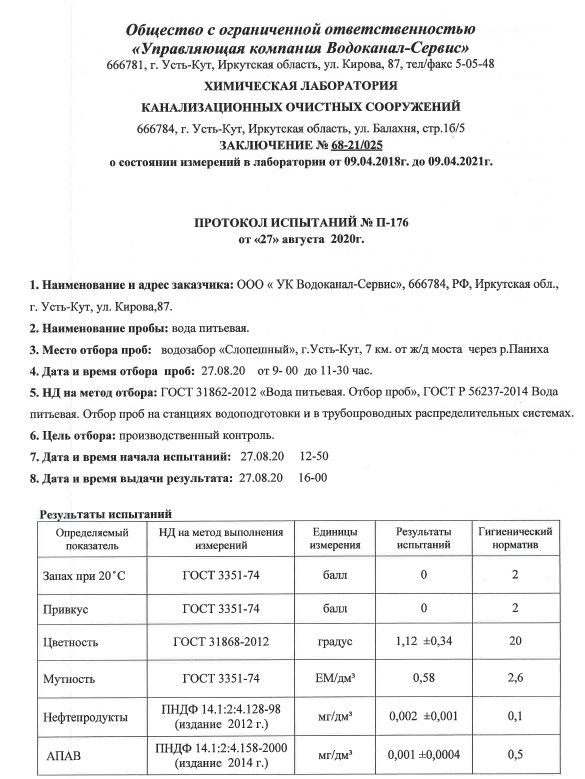 Общество с ограниченной ответственностью
«Управляющая компания Водоканал-Сервис»
666781, г. Усть-Кут, Иркутская область, ул. Кирова, 87, тел/факс 5-05-48
ХИМИЧЕСКАЯ ЛАБОРАТОРИЯ
КАНАЛИЗАЦИОННЫХ ОЧИСТНЫХ СООРУЖЕНИЙ
666784, г. Усть-Кут, Иркутская область, ул. Балахня, стр.1б/5
ЗАКЛЮЧЕНИЕ № 68-21/025
о состоянии измерений в лаборатории от 09.04.2018г. до 09.04.2021г.
ПРОТОКОЛ ИСПЫТАНИЙ № П-176
от «27» августа 2020г.
1. Наименование и адрес заказчика: ООО « УК Водоканал-Сервис», 666784, РФ, Иркутская обл.,
г. Усть-Кут, ул. Кирова,87.
2. Наименование пробы: вода питьевая.
3. Место отбора проб: водозабор «Слопешный», г.Усть-Кут, 7 км. от ж/д моста через р.Паниха
4. Дата и время отбора проб: 27.08.20 от 9- 00 до 11-30 час.
5. НД на метод отбора: ГОСТ 31862-2012 «Вода питьевая. Отбор проб», ГОСТ Р 56237-2014 Вода
питьевая. Отбор проб на станциях водоподготовки и в трубопроводных распределительных системах.
6. Цель отбора: производственный контроль.
7. Дата и время начала испытаний: 27.08.20 12-50
8. Дата и время выдачи результата: 27.08.20 16-00
Результаты испытаний
Определяемый показатель НД на метод выполнения измерений Единицы измерения Результаты испытаний Гигиенический норматив
Запах при 20˚С ГОСТ 3351-74 балл 0 2
Привкус ГОСТ 3351-74 балл 0 2
Цветность ГОСТ 31868-2012 градус 1,12 ±0,34 20
Мутность ГОСТ 3351-74 ЕМ/дм³ 0,58 2,6
Нефтепродукты ПНДФ 14.1:2:4.128-98 (издание 2012 г.) мг/дм³ 0,002 ±0,001 0,1
АПАВ ПНДФ 14.1:2:4.158-2000 (издание 2014 г.) мг/дм³ 0,001 ±0,0004 0,5